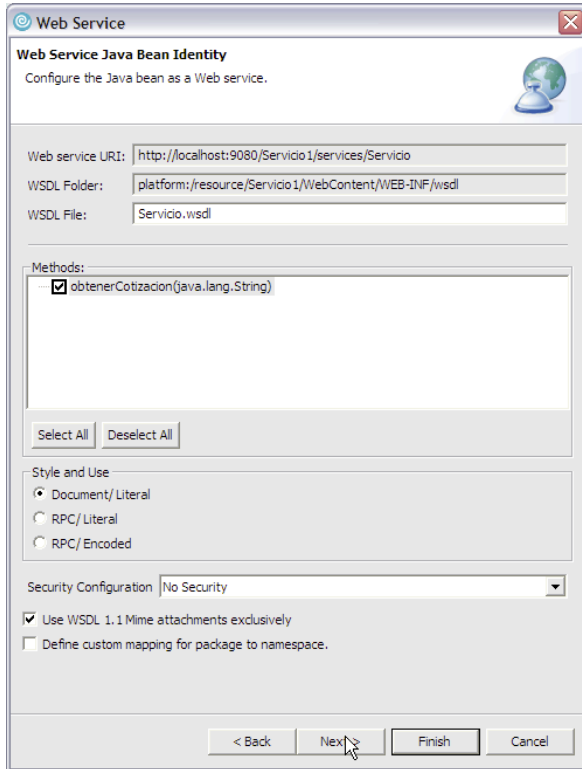 Web Service
Web Service Java Bean Identity
Configure the Java bean as a Web service.
Web service URI: http://localhost:9080/Servicio1/services/Servicio
WSDL Folder: platform:/resource/Servicio1/WebContent/WEB-INF/wsdl
WSDL File: Servicio.wsdl
Methods:
obtenerCotizacion(java.lang.String)
Select All Deselect All
Style and Use
Document/Literal
RPC/Literal
RPC/Encoded
Security Configuration No Security
Use WSDL 1.1 Mime attachments exclusively
Define custom mapping for package to namespace.
< Back Next > Finish Cancel